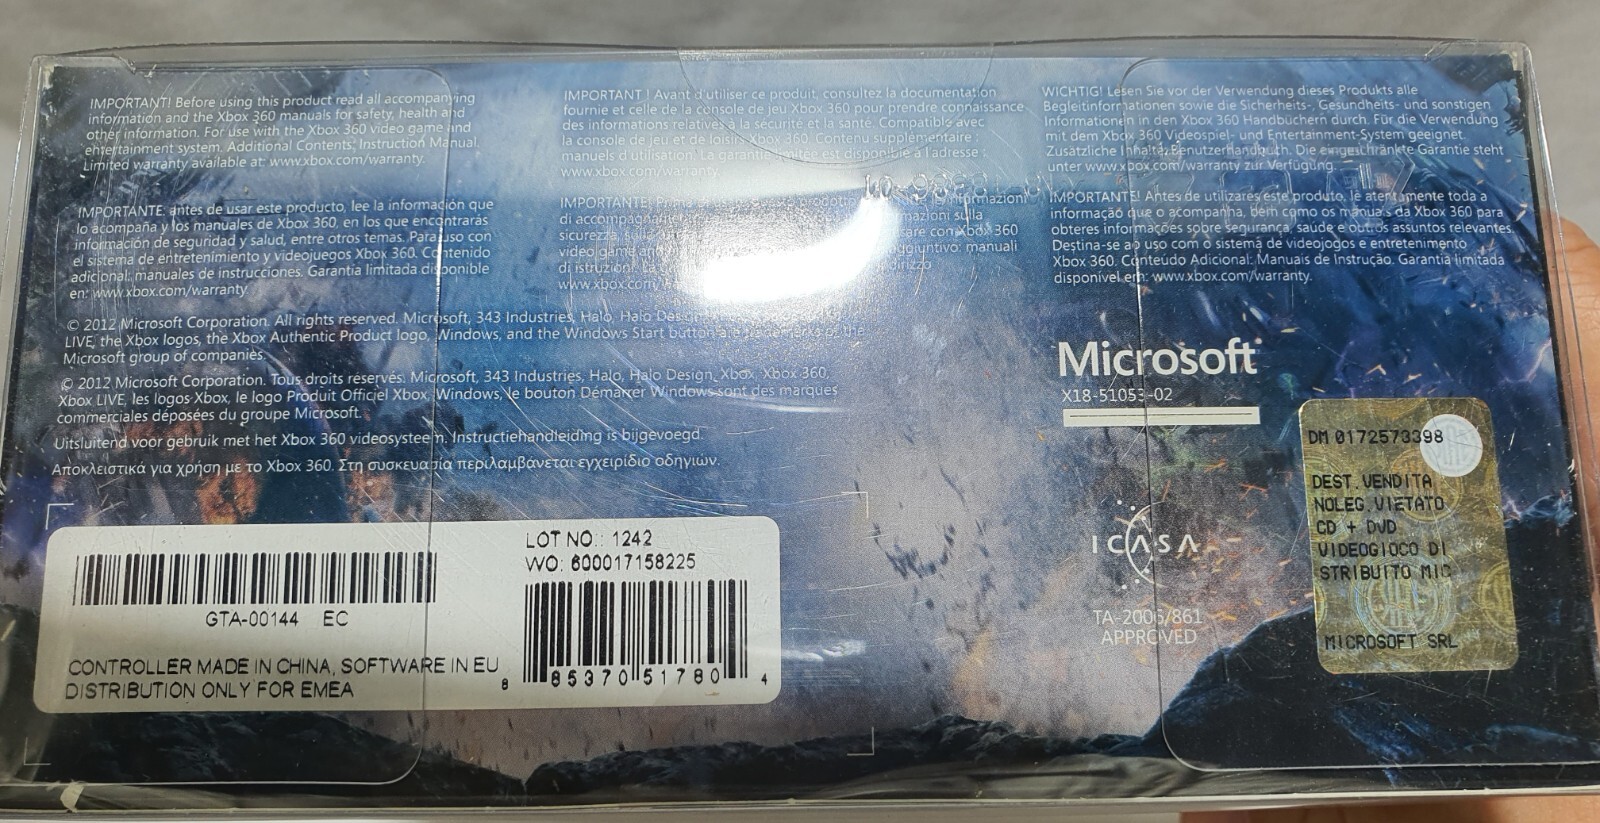 IMPORTANT! Before using this product read all accompanying
information and the Xbox 360 manuals for safety, health and
other information. For use with the Xbox 360 video game and
entertainment system. Additional Contents: Instruction Manual.
Limited warranty available at: www.xbox.com/warranty.
IMPORTANT ! Avant d'utiliser ce produit, consultez la documentation
fournie et celle de la console de jeu Xbox 360 pour prendre connaissance
des informations relatives à la sécurité et la santé. Compatible avec
la console de jeu et de loisir Xbox 360. Contenu supplémentaire :
manuels d'utilisation. La garantie limitée est disponible à l'adresse :
www.xbox.com/warranty.
WICHTIG! Lesen Sie vor der Verwendung dieses Produkts alle
Begleitinformationen sowie die Sicherheits-, Gesundheits- und sonstigen
Informationen in den Xbox 360 Handbüchern durch. Für die Verwendung
mit dem Xbox 360 Videospiel- und Entertainment-System geeignet.
Zusätzliche Inhalte: Benutzerhandbuch. Die eingeschränkte Garantie steht
unter www.xbox.com/warranty zur Verfügung.
IMPORTANTE: antes de usar este producto, lee la información que
lo acompaña y los manuales de Xbox 360, en los que encontrarás
información de seguridad y salud, entre otros temas. Para uso con
el sistema de entretenimiento y videojuegos Xbox 360. Contenido
adicional: manuales de instrucciones. Garantía limitada disponible
en: www.xbox.com/warranty
IMPORTANTE! Prima di prodotto informazioni
di accompagnamento sulla
sicurezza, con Xbox 360
video game and manuali
di istruzioni. La indirizzo
www.xbox.com
IMPORTANTE: Antes de utilizares este produto, lê atentamente toda a
informação que o acompanha, bem como os manuais da Xbox 360 para
obteres informações sobre segurança, saúde e outros assuntos relevantes.
Destina-se ao uso com o sistema de videojogos e entretenimento
Xbox 360. Conteúdo Adicional: Manuais de Instrução. Garantia limitada
disponível em: www.xbox.com/warranty.
© 2012 Microsoft Corporation. All rights reserved. Microsoft, 343 Industries, Halo, Halo Design,
LIVE, the Xbox logos, the Xbox Authentic Product logo, Windows, and the Windows Start button are trademarks of the
Microsoft group of companies.
© 2012 Microsoft Corporation. Tous droits réservés. Microsoft, 343 Industries, Halo, Halo Design, Xbox, Xbox 360,
Xbox LIVE, les logos Xbox, le logo Produit Officiel Xbox, Windows, le bouton Démarrer Windows sont des marques
commerciales déposées du groupe Microsoft.
Uitsluitend voor gebruik met het Xbox 360 videosysteem. Instructiehandleiding is bijgevoegd.
Αποκλειστικά για χρήση με το Xbox 360. Στη συσκευασία περιλαμβάνεται εγχειρίδιο οδηγιών.
Microsoft
X18-51053-02
ICASA
TA-2006/861
APPROVED
DM 0172573398
DEST.VENDITA
NOLEG.VIETATO
CD + DVD
VIDEOGIOCO DI
STRIBUITO MIC
MICROSOFT SRL
LOT NO.: 1242
WO: 600017158225
GTA-00144 EC
CONTROLLER MADE IN CHINA, SOFTWARE IN EU
DISTRIBUTION ONLY FOR EMEA
8 85370 51780 4